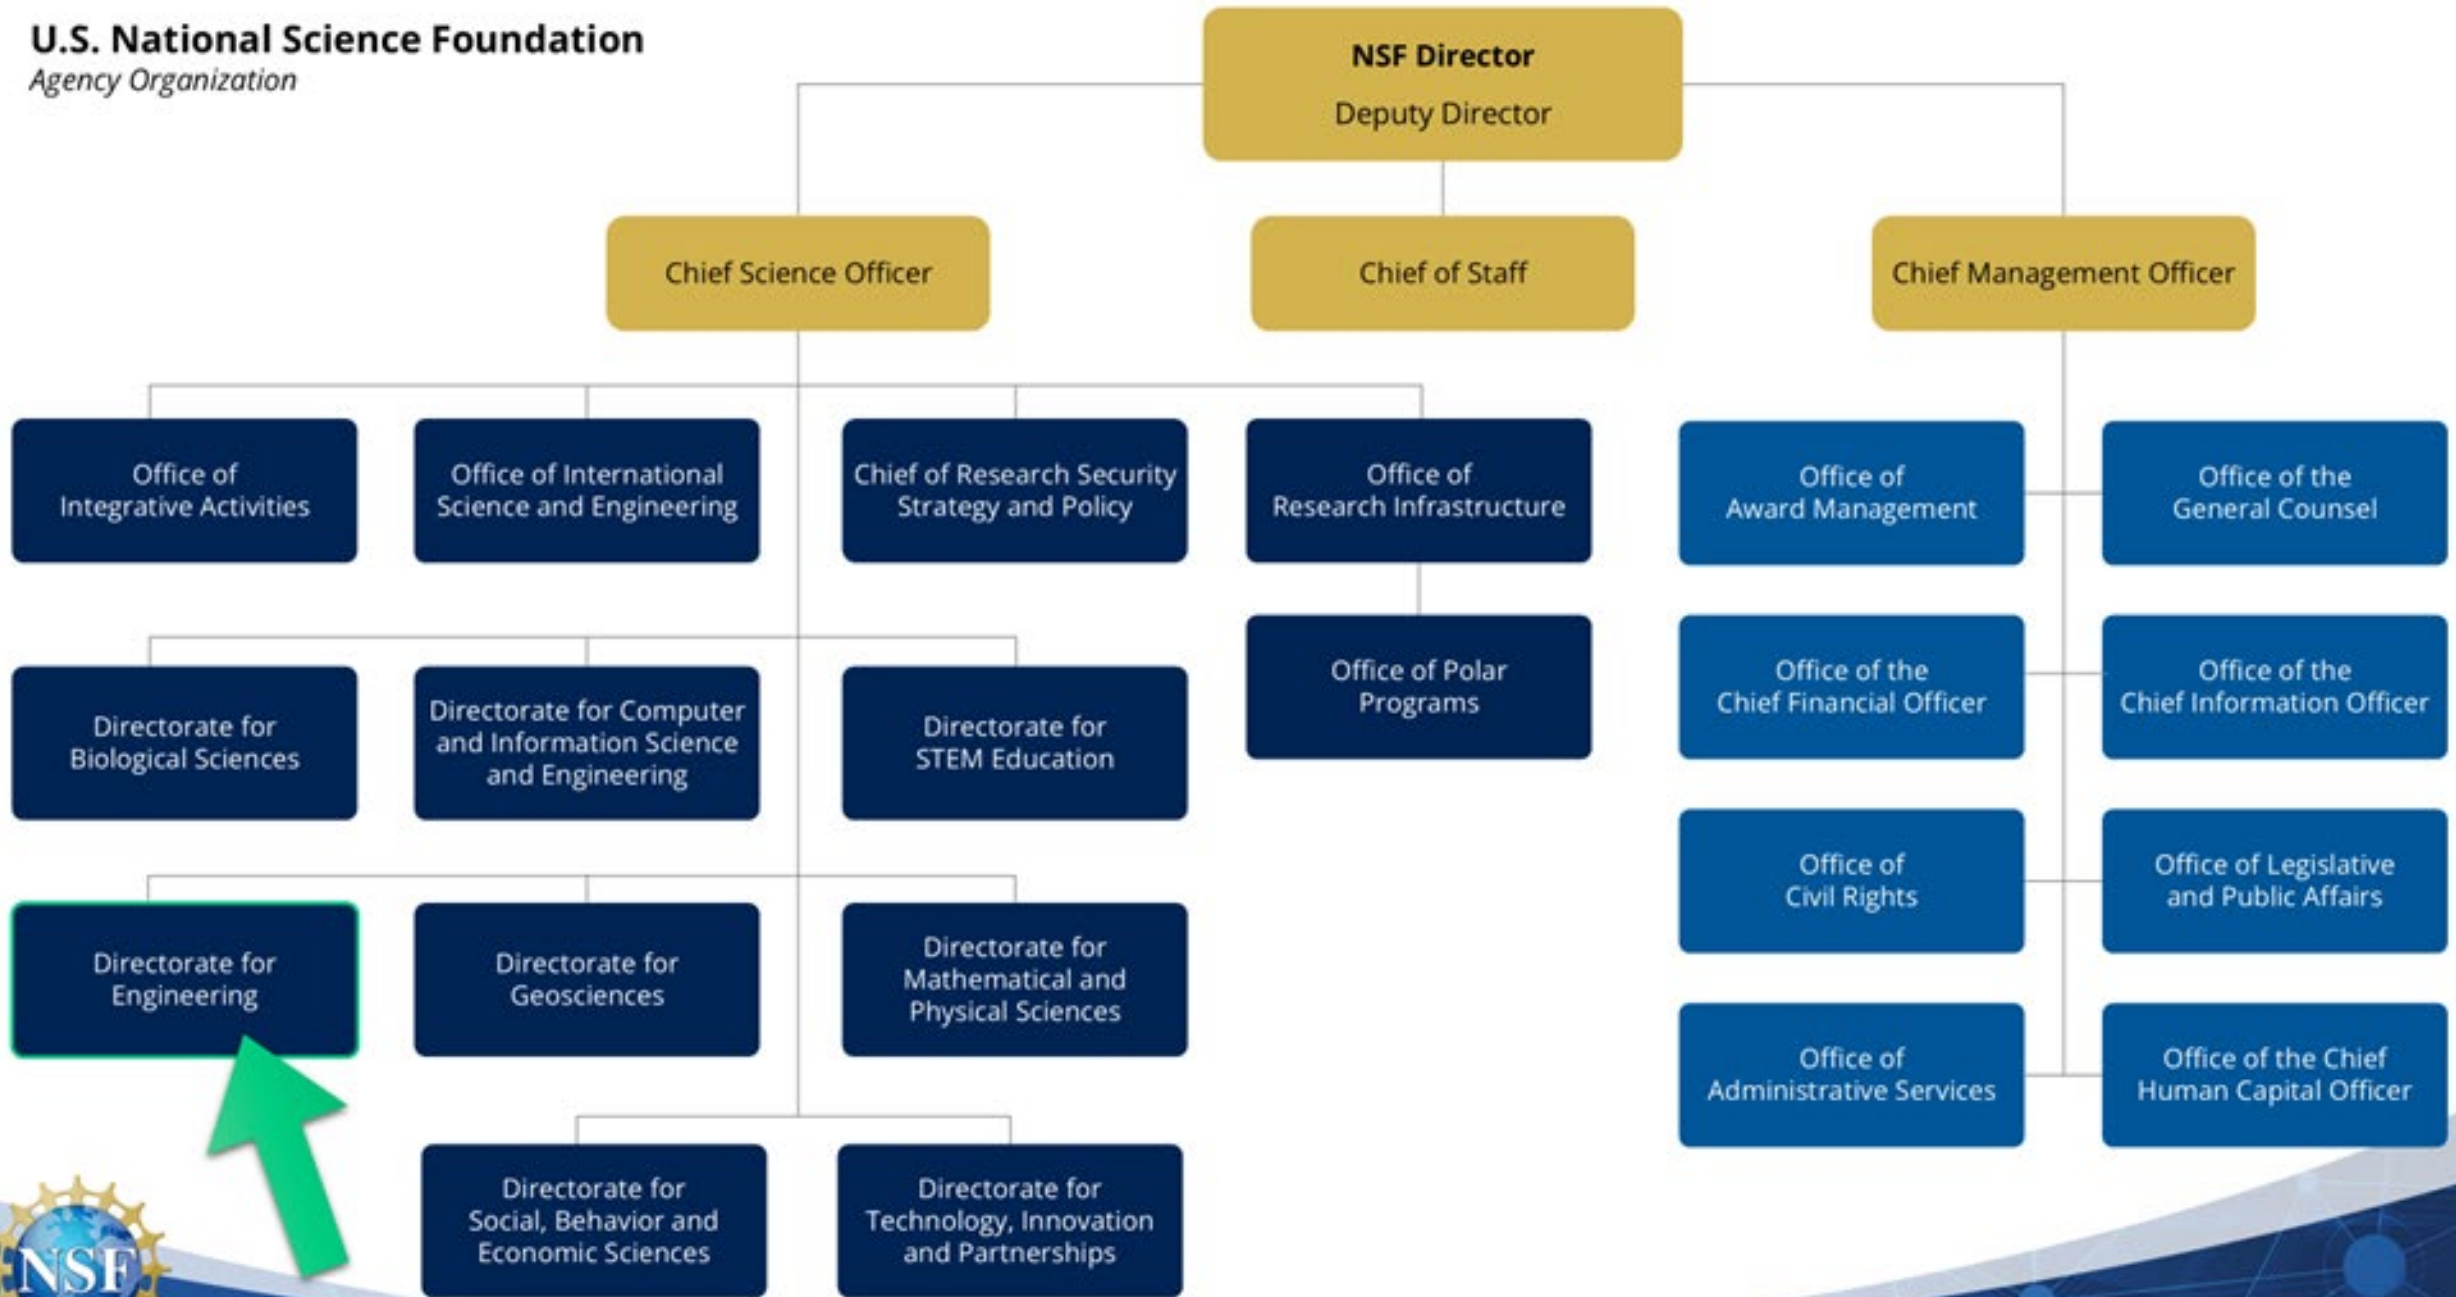 U.S. National Science Foundation
Agency Organization
NSF Director
Deputy Director
Chief Science Officer
Chief of Staff
Chief Management Officer
Office of
Integrative Activities
Office of International
Science and Engineering
Chief of Research Security
Strategy and Policy
Office of
Research Infrastructure
Office of
Award Management
Office of the
General Counsel
Directorate for
Biological Sciences
Directorate for Computer
and Information Science
and Engineering
Directorate for
STEM Education
Office of Polar
Programs
Office of the
Chief Financial Officer
Office of the
Chief Information Officer
Directorate for
Engineering
Directorate for
Geosciences
Directorate for
Mathematical and
Physical Sciences
Office of
Civil Rights
Office of Legislative
and Public Affairs
Office of
Administrative Services
Office of the Chief
Human Capital Officer
Directorate for
Social, Behavior and
Economic Sciences
Directorate for
Technology, Innovation
and Partnerships
NSF